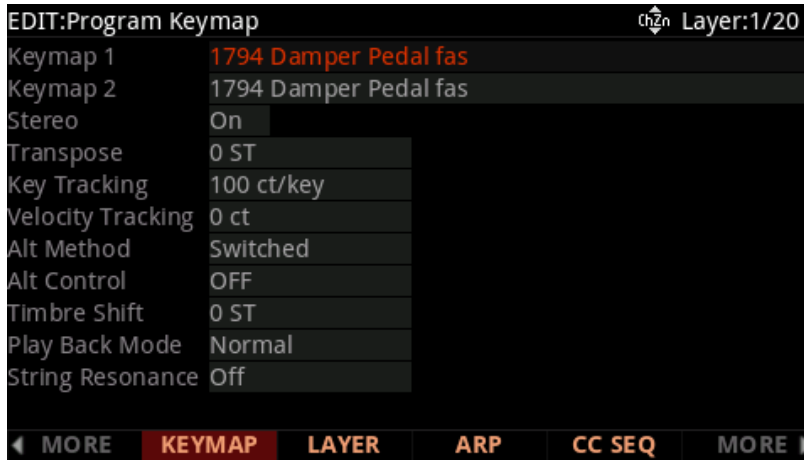 EDIT:Program Keymap ChZn Layer:1/20
Keymap 1 1794 Damper Pedal fas
Keymap 2 1794 Damper Pedal fas
Stereo On
Transpose 0 ST
Key Tracking 100 ct/key
Velocity Tracking 0 ct
Alt Method Switched
Alt Control OFF
Timbre Shift 0 ST
Play Back Mode Normal
String Resonance Off
MORE KEYMAP LAYER ARP CC SEQ MORE